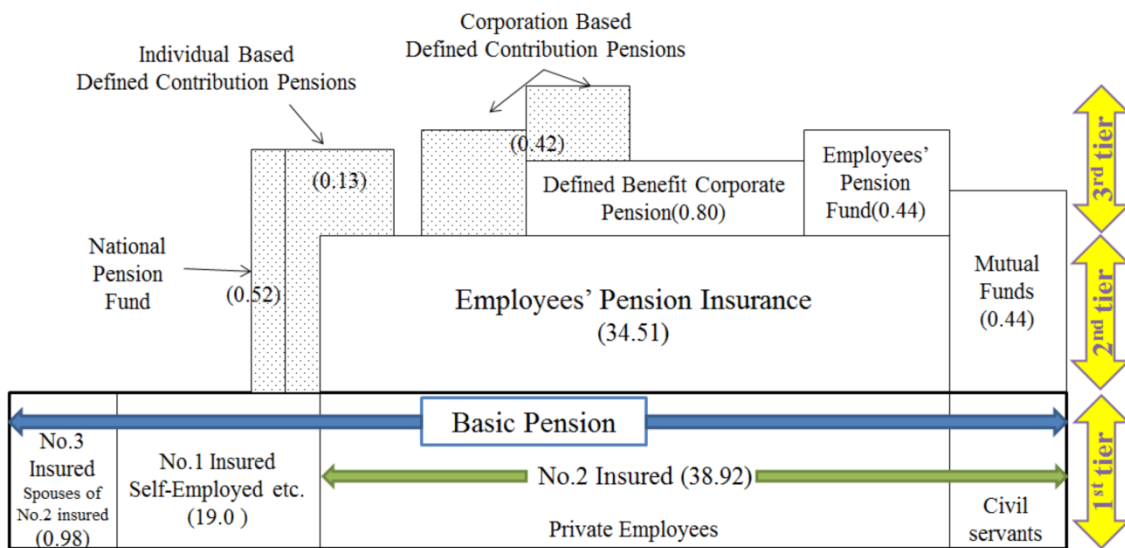 Corporation Based
Defined Contribution Pensions
Individual Based
Defined Contribution Pensions
(0.42)
(0.13)
Employees’
Pension
Fund(0.44)
Defined Benefit Corporate
Pension(0.80)
3rd tier
National
Pension
Fund
(0.52)
Employees’ Pension Insurance
(34.51)
Mutual
Funds
(0.44)
2nd tier
Basic Pension
No.3
Insured
Spouses of
No.2 insured
(0.98)
No.1 Insured
Self-Employed etc.
(19.0 )
No.2 Insured (38.92)
Private Employees
Civil
servants
1st tier